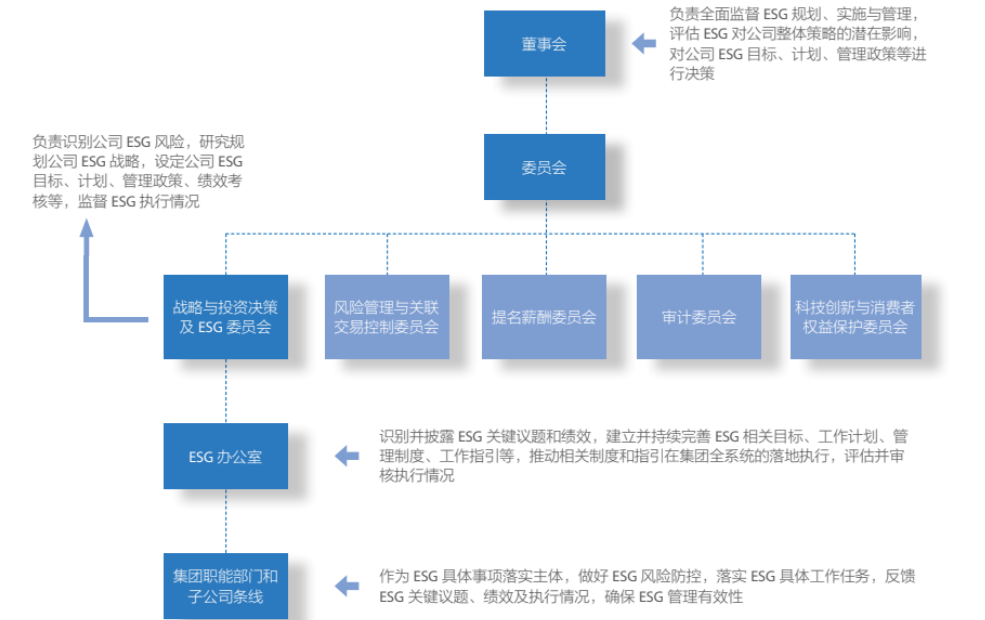 董事会
负责全面监督 ESG 规划、实施与管理，
评估 ESG 对公司整体策略的潜在影响，
对公司 ESG 目标、计划、管理政策等进
行决策
委员会
负责识别公司 ESG 风险，研究规
划公司 ESG 战略，设定公司 ESG
目标、计划、管理政策、绩效考
核等，监督 ESG 执行情况
战略与投资决策
及 ESG 委员会
风险管理与关联
交易控制委员会
提名薪酬委员会
审计委员会
科技创新与消费者
权益保护委员会
ESG 办公室
识别并披露 ESG 关键议题和绩效，建立并持续完善 ESG 相关目标、工作计划、管
理制度、工作指引等，推动相关制度和指引在集团全系统的落地执行，评估并审
核执行情况
集团职能部门和
子公司条线
作为 ESG 具体事项落实主体，做好 ESG 风险防控，落实 ESG 具体工作任务，反馈
ESG 关键议题、绩效及执行情况，确保 ESG 管理有效性